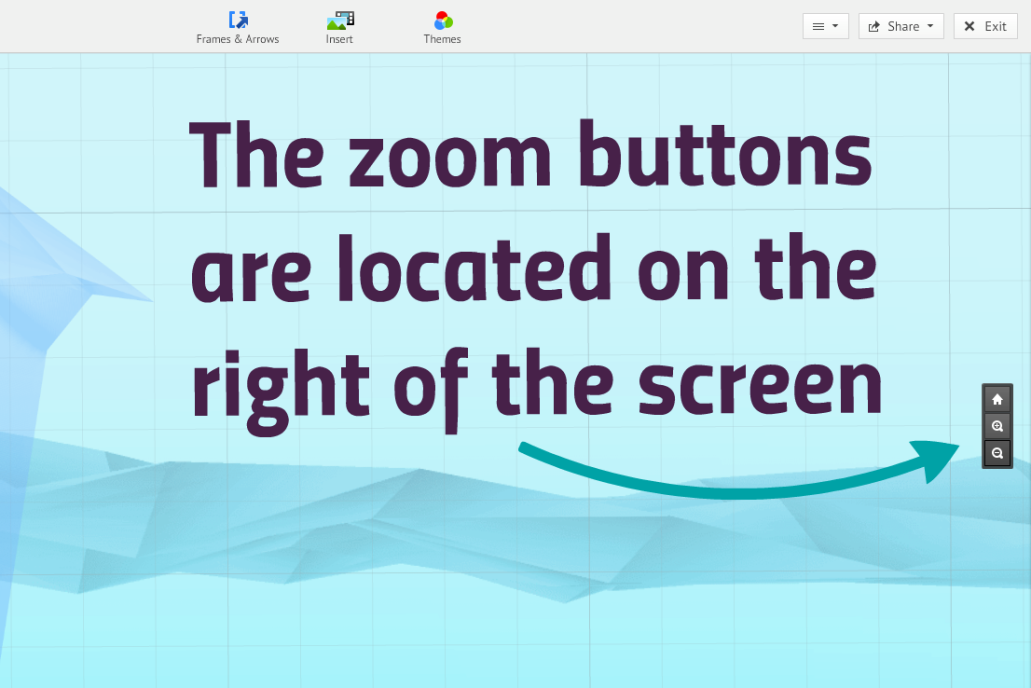 Frames & Arrows Insert Themes Share Exit
The zoom buttons
are located on the
right of the screen